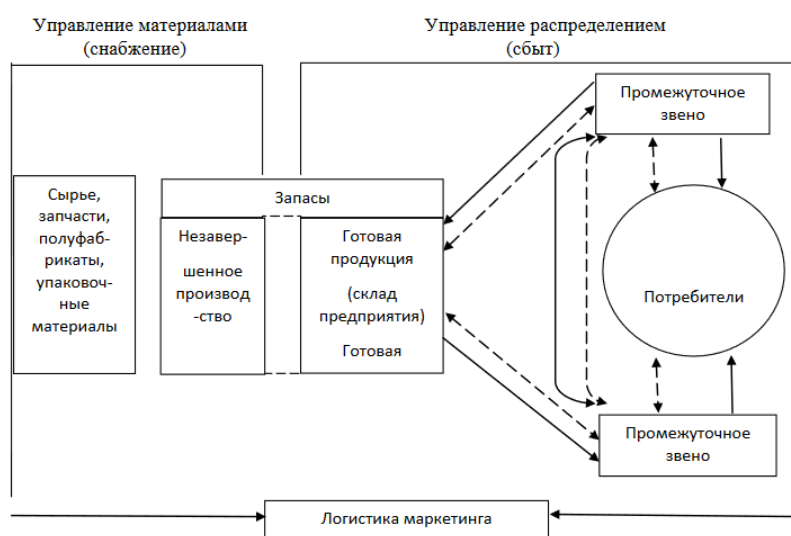 Управление материалами
(снабжение)
Управление распределением
(сбыт)
Промежуточное
звено
Сырье,
запчасти,
полуфаб-
рикаты,
упаковоч-
ные
материалы
Запасы
Незавер-
шенное
производ
-ство
Готовая
продукция
(склад
предприятия)
Готовая
Потребители
Промежуточное
звено
Логистика маркетинга